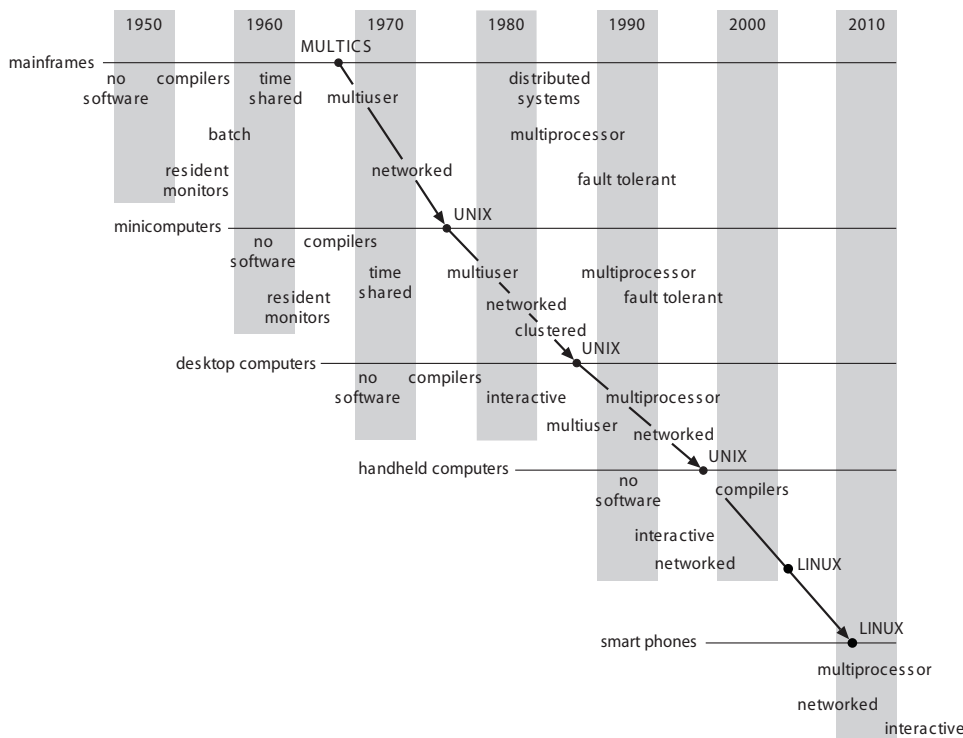 1950 1960 1970 1980 1990 2000 2010
MULTICS
mainframes
no compilers time distributed
software shared multiuser systems
batch multiprocessor
resident networked fault tolerant
monitors
UNIX
minicomputers
no compilers
software time multiuser multiprocessor
resident shared networked fault tolerant
monitors clustered
UNIX
desktop computers
no compilers
software interactive multiprocessor
multiuser networked
UNIX
handheld computers
no compilers
software
interactive
networked LINUX
LINUX
smart phones
multiprocessor
networked
interactive